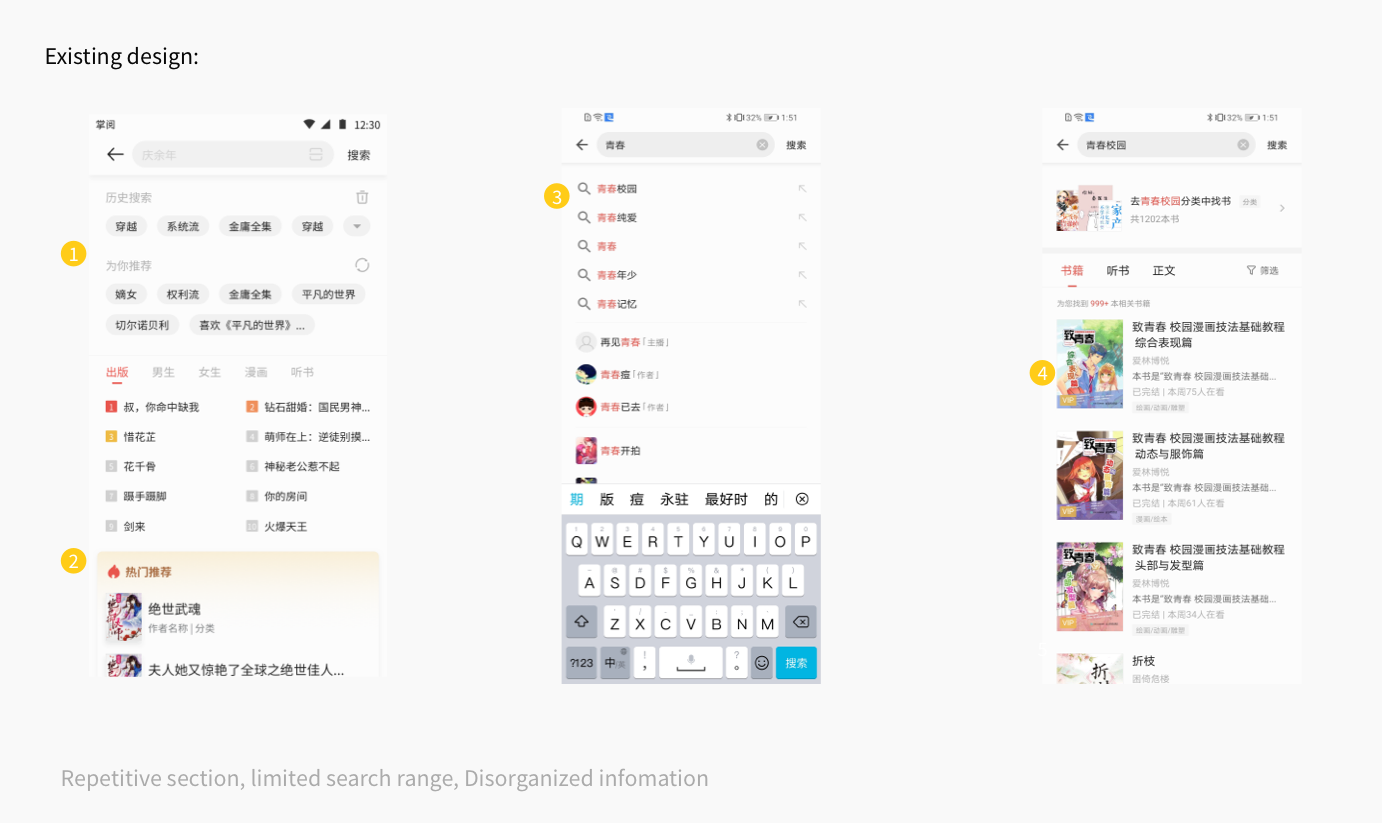 Existing design:
掌阅
12:30
庆余年
搜索
历史搜索
穿越
系统流
金庸全集
穿越
1
为你推荐
嫡女
权利流
金庸全集
平凡的世界
切尔诺贝利
喜欢《平凡的世界》...
出版
男生
女生
漫画
听书
1 叔，你命中缺我
2 钻石甜婚：国民男神...
3 惜花芷
4 萌师在上：逆徒别摸...
5 花千骨
6 神秘老公惹不起
7 蹑手蹑脚
8 你的房间
9 剑来
10 火爆天王
2
热门推荐
绝世武魂
作者名称 | 分类
夫人她又惊艳了全球之绝世佳人...
32% 1:51
青春
搜索
3
青春校园
青春纯爱
青春
青春年少
青春记忆
再见青春「主播」
青春痘「作者」
青春已去「作者」
青春开拍
期 版 痘 永驻 最好时 的
Q W E R T Y U I O P
A S D F G H J K L
Z X C V B N M
?123 中 , 。 搜索
32% 1:51
青春校园
搜索
去青春校园分类中找书 分类
共1202本书
书籍
听书
正文
筛选
为您找到 999+ 本相关书籍
4
致青春 校园漫画技法基础教程
综合表现篇
夏林博悦
本书是“致青春 校园漫画技法基础...
已完结 | 本周75人在看
绘画/动画/雕塑
VIP
致青春 校园漫画技法基础教程
动态与服饰篇
夏林博悦
本书是“致青春 校园漫画技法基础...
已完结 | 本周61人在看
漫画/绘本
VIP
致青春 校园漫画技法基础教程
头部与发型篇
夏林博悦
本书是“致青春 校园漫画技法基础...
已完结 | 本周34人在看
绘画/动画/雕塑
VIP
折枝
困倚危楼
Repetitive section, limited search range, Disorganized infomation